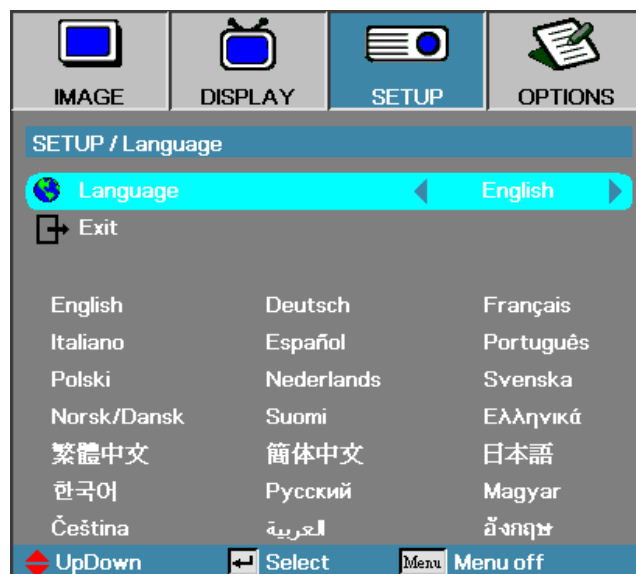 IMAGE DISPLAY SETUP OPTIONS
SETUP / Language
Language English
Exit
English Deutsch Français
Italiano Español Português
Polski Nederlands Svenska
Norsk/Dansk Suomi Ελληνικά
繁體中文 簡体中文 日本語
한국어 Русский Magyar
Čeština العربية อังกฤษ
UpDown Select Menu Menu off